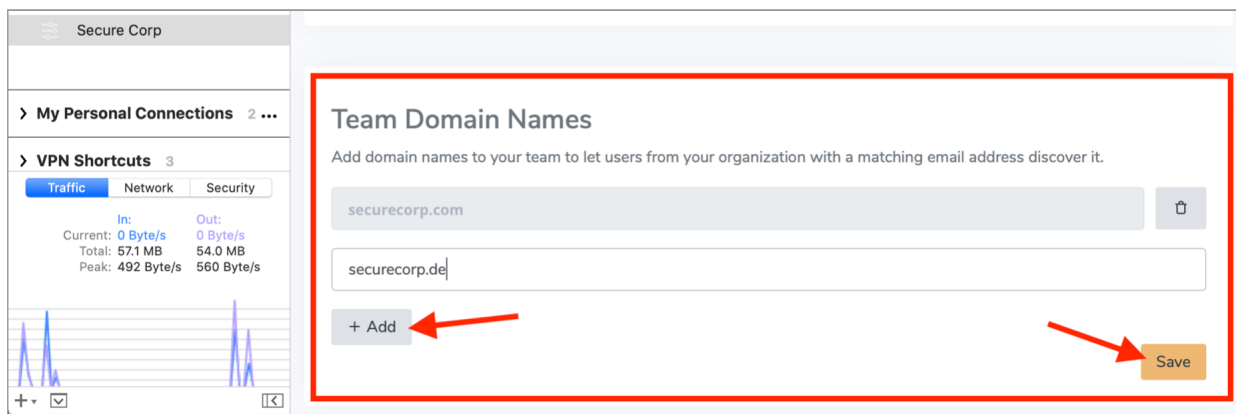 Secure Corp
My Personal Connections 2 •••
VPN Shortcuts 3
Traffic Network Security
In: Out:
Current: 0 Byte/s 0 Byte/s
Total: 57.1 MB 54.0 MB
Peak: 492 Byte/s 560 Byte/s
Team Domain Names
Add domain names to your team to let users from your organization with a matching email address discover it.
securecorp.com
securecorp.de
+ Add
Save